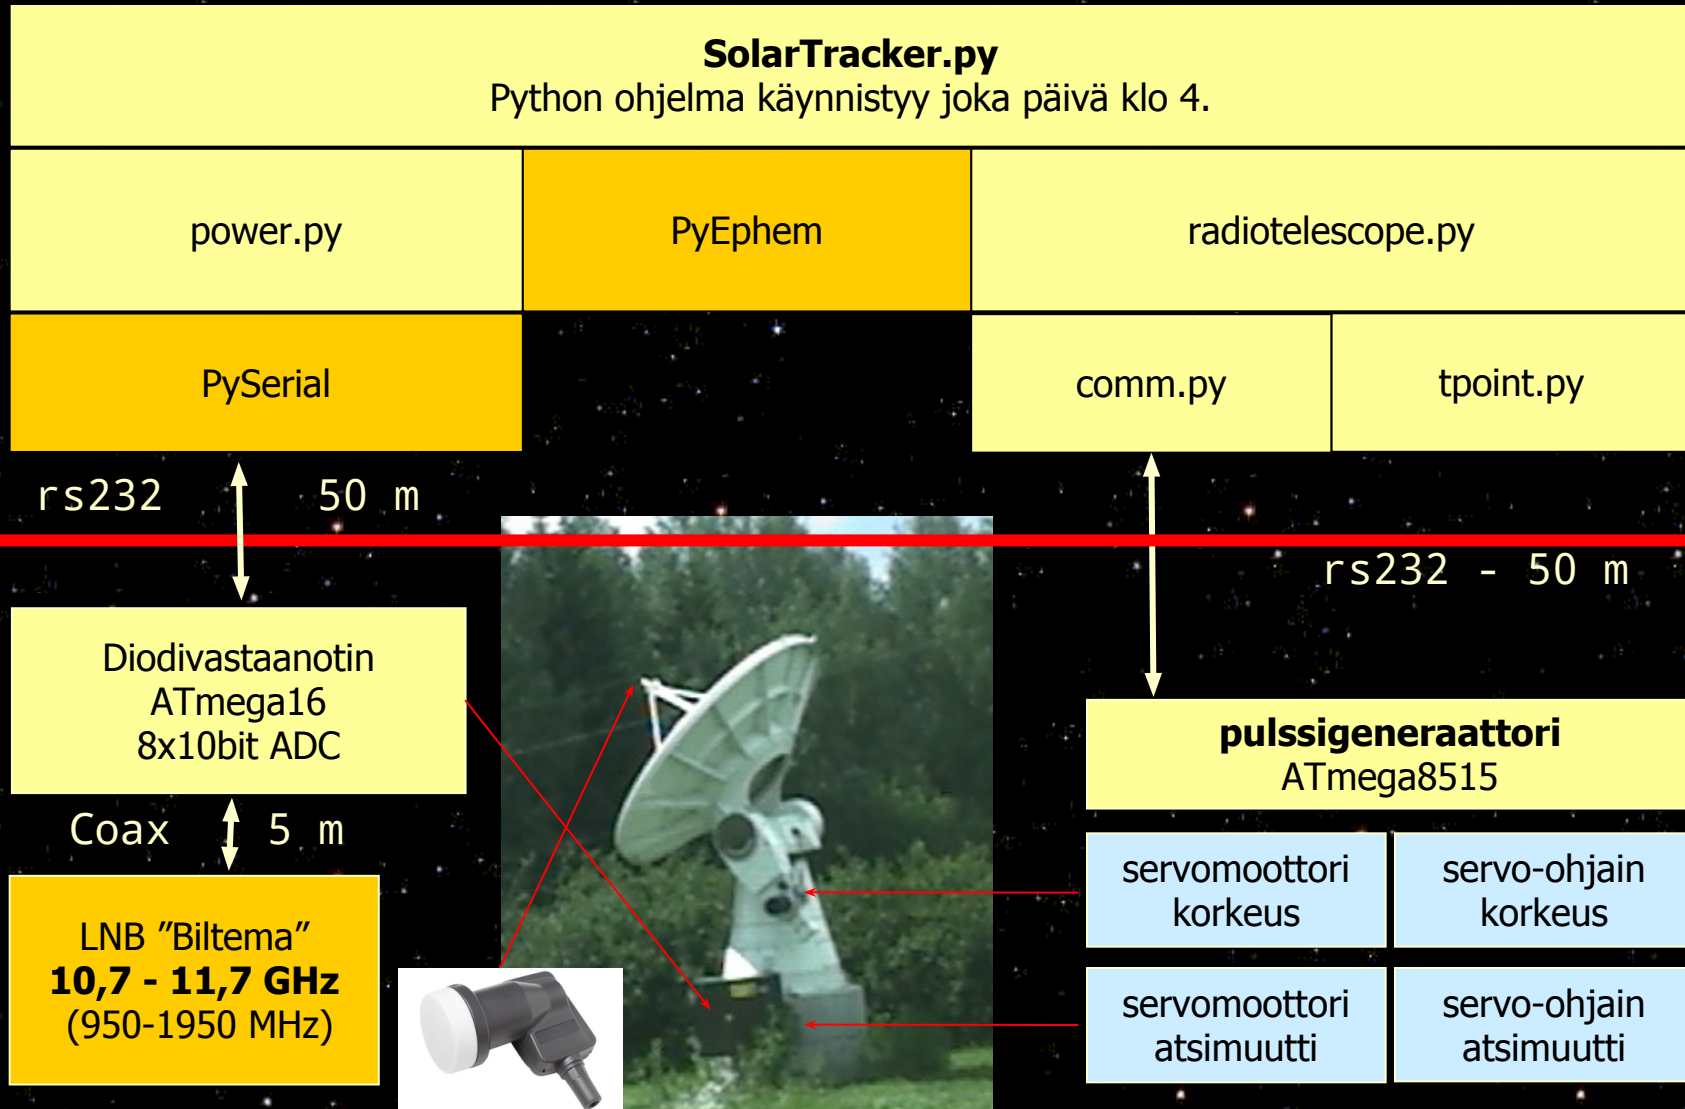 SolarTracker.py
Python ohjelma käynnistyy joka päivä klo 4.
power.py
PyEphem
radiotelescope.py
PySerial
comm.py
tpoint.py
rs232 50 m
rs232 - 50 m
Diodivastaanotin
ATmega16
8x10bit ADC
pulssigeneraattori
ATmega8515
Coax 5 m
servomoottori
korkeus
servo-ohjain
korkeus
LNB ”Biltema”
10,7 - 11,7 GHz
(950-1950 MHz)
servomoottori
atsimuutti
servo-ohjain
atsimuutti